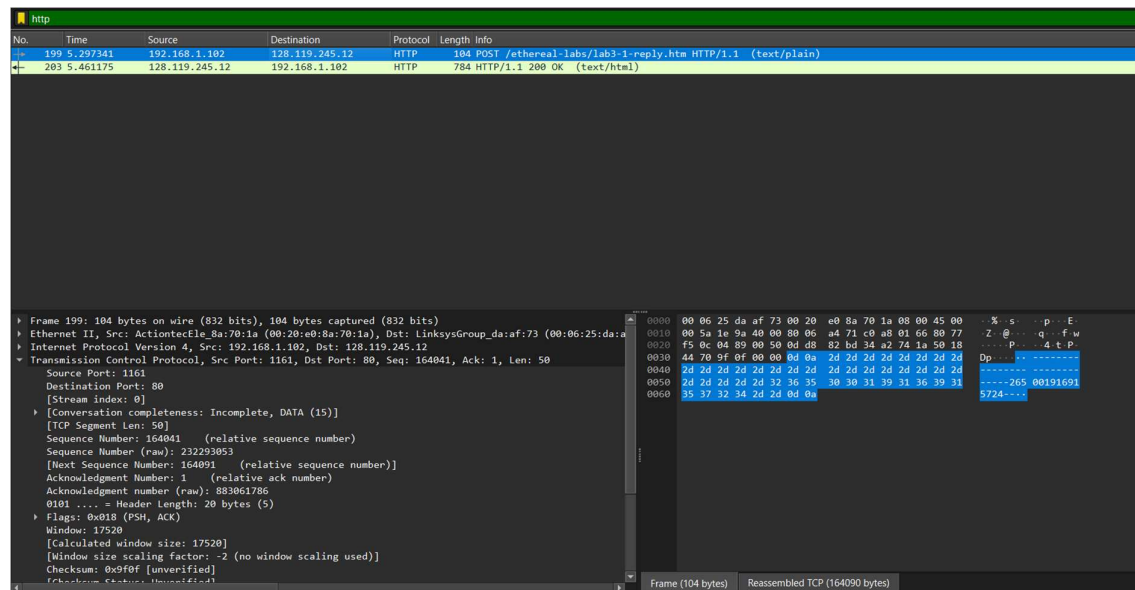 http
No. Time Source Destination Protocol Length Info
199 5.297341 192.168.1.102 128.119.245.12 HTTP 104 POST /ethereal-labs/lab3-1-reply.htm HTTP/1.1 (text/plain)
203 5.461175 128.119.245.12 192.168.1.102 HTTP 784 HTTP/1.1 200 OK (text/html)
Frame 199: 104 bytes on wire (832 bits), 104 bytes captured (832 bits)
Ethernet II, Src: ActiontecEle_8a:70:1a (00:20:e0:8a:70:1a), Dst: LinksysGroup_da:af:73 (00:06:25:da:a
Internet Protocol Version 4, Src: 192.168.1.102, Dst: 128.119.245.12
Transmission Control Protocol, Src Port: 1161, Dst Port: 80, Seq: 164041, Ack: 1, Len: 50
Source Port: 1161
Destination Port: 80
[Stream index: 0]
[Conversation completeness: Incomplete, DATA (15)]
[TCP Segment Len: 50]
Sequence Number: 164041 (relative sequence number)
Sequence Number (raw): 232293053
[Next Sequence Number: 164091 (relative sequence number)]
Acknowledgment Number: 1 (relative ack number)
Acknowledgment number (raw): 883061786
0101 .... = Header Length: 20 bytes (5)
Flags: 0x018 (PSH, ACK)
Window: 17520
[Calculated window size: 17520]
[Window size scaling factor: -2 (no window scaling used)]
Checksum: 0x9f0f [unverified]
[Checksum Status: Unverified]
0000 00 06 25 da af 73 00 20 e0 8a 70 1a 08 00 45 00 ··%··s· ··p···E·
0010 00 5a 1e 9a 40 00 80 06 a4 71 c0 a8 01 66 80 77 ·Z··@··· ·q···f·w
0020 f5 0c 04 89 00 50 0d d8 82 bd 34 a2 74 1a 50 18 ·····P·· ··4·t·P·
0030 44 70 9f 0f 00 00 0d 0a 2d 2d 2d 2d 2d 2d 2d 2d Dp······ --------
0040 2d 2d 2d 2d 2d 2d 2d 2d 2d 2d 2d 2d 2d 2d 2d 2d -------- --------
0050 2d 2d 2d 2d 2d 32 36 35 30 30 31 39 31 36 39 31 -----265 00191691
0060 35 37 32 34 2d 2d 0d 0a 5724--··
Frame (104 bytes) Reassembled TCP (164090 bytes)